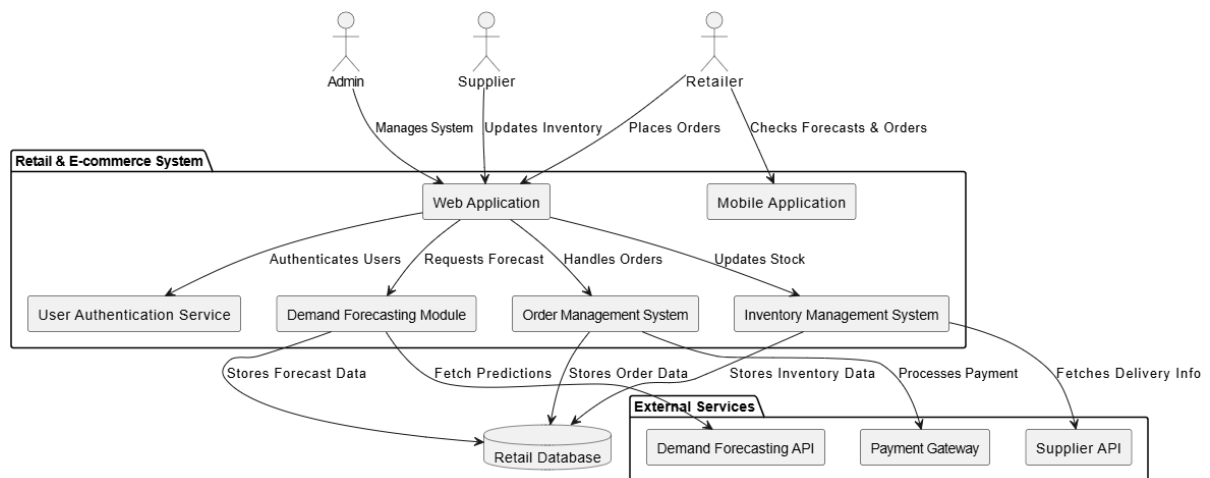 Admin
Supplier
Retailer
Manages System
Updates Inventory
Places Orders
Checks Forecasts & Orders
Retail & E-commerce System
Web Application
Mobile Application
Authenticates Users
Requests Forecast
Handles Orders
Updates Stock
User Authentication Service
Demand Forecasting Module
Order Management System
Inventory Management System
Stores Forecast Data
Fetch Predictions
Stores Order Data
Stores Inventory Data
Processes Payment
Fetches Delivery Info
External Services
Retail Database
Demand Forecasting API
Payment Gateway
Supplier API